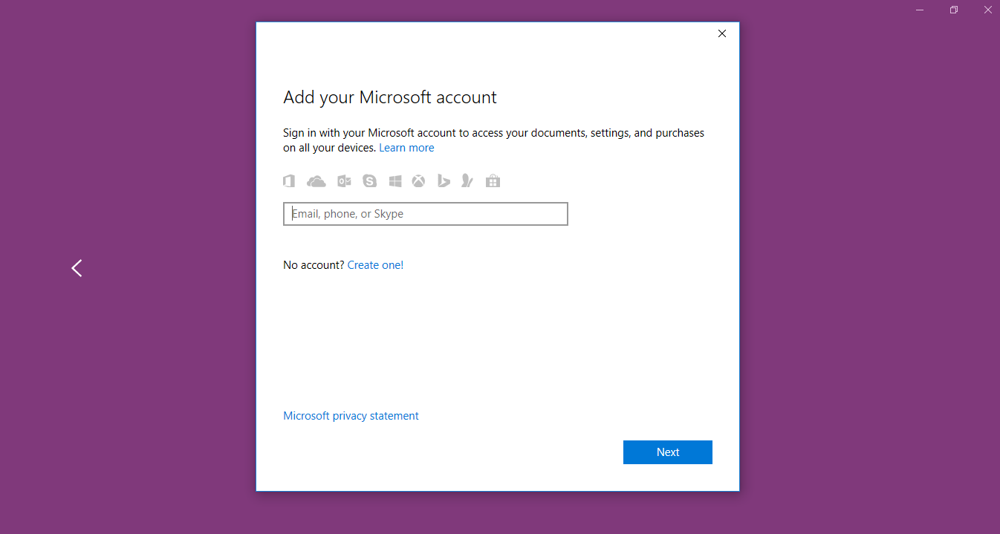 Add your Microsoft account
Sign in with your Microsoft account to access your documents, settings, and purchases
on all your devices. Learn more
Email, phone, or Skype
No account? Create one!
Microsoft privacy statement
Next